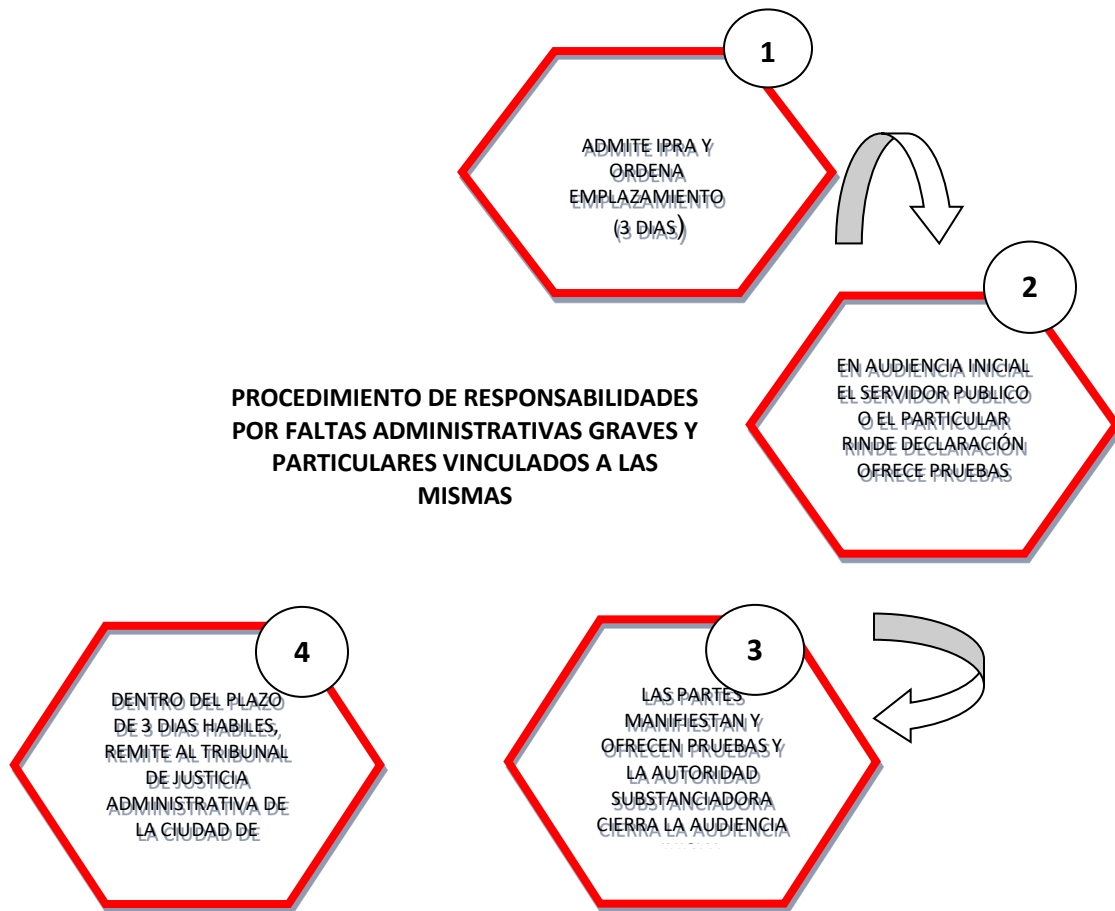 1
ADMITE IPRA Y
ORDENA
EMPLAZAMIENTO
(3 DIAS)
2
EN AUDIENCIA INICIAL
EL SERVIDOR PUBLICO
O EL PARTICULAR
RINDE DECLARACIÓN
OFRECE PRUEBAS
PROCEDIMIENTO DE RESPONSABILIDADES
POR FALTAS ADMINISTRATIVAS GRAVES Y
PARTICULARES VINCULADOS A LAS
MISMAS
3
LAS PARTES
MANIFIESTAN Y
OFRECEN PRUEBAS Y
LA AUTORIDAD
SUBSTANCIADORA
CIERRA LA AUDIENCIA
4
DENTRO DEL PLAZO
DE 3 DIAS HABILES,
REMITE AL TRIBUNAL
DE JUSTICIA
ADMINISTRATIVA DE
LA CIUDAD DE